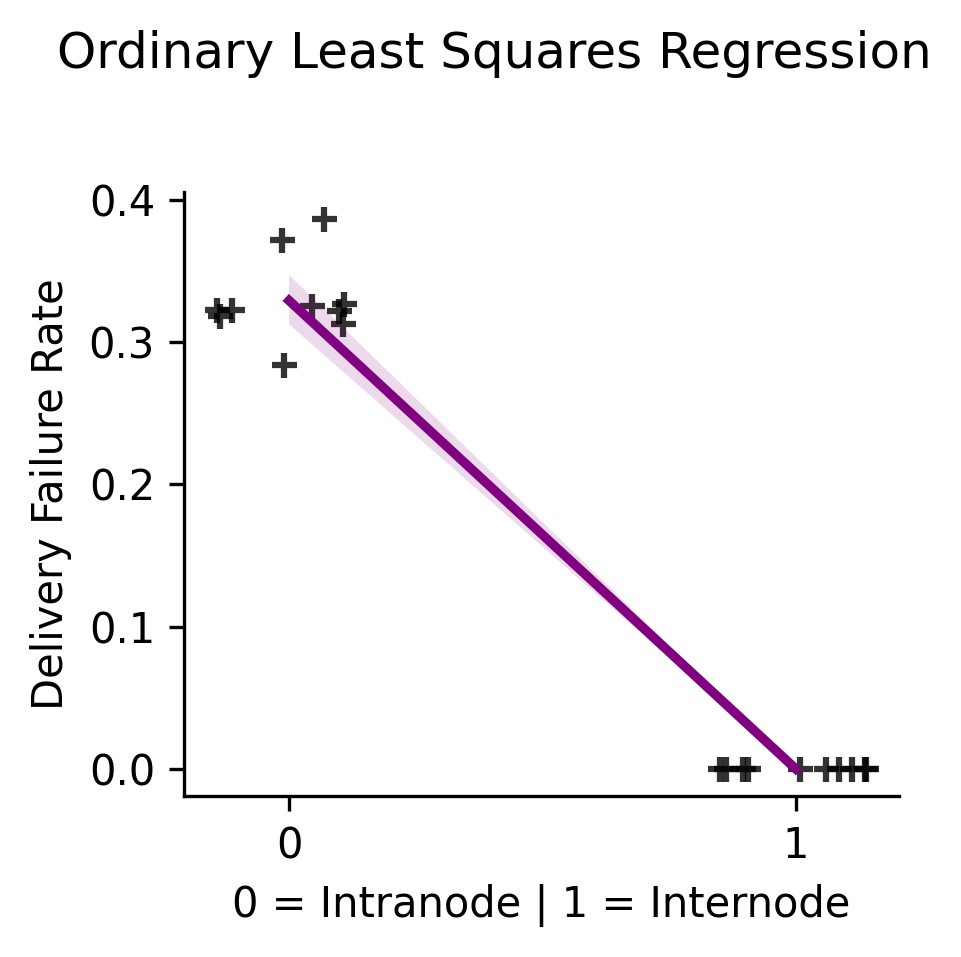 Ordinary Least Squares Regression
Delivery Failure Rate
0.4
0.3
0.2
0.1
0.0
0 1
0 = Intranode | 1 = Internode